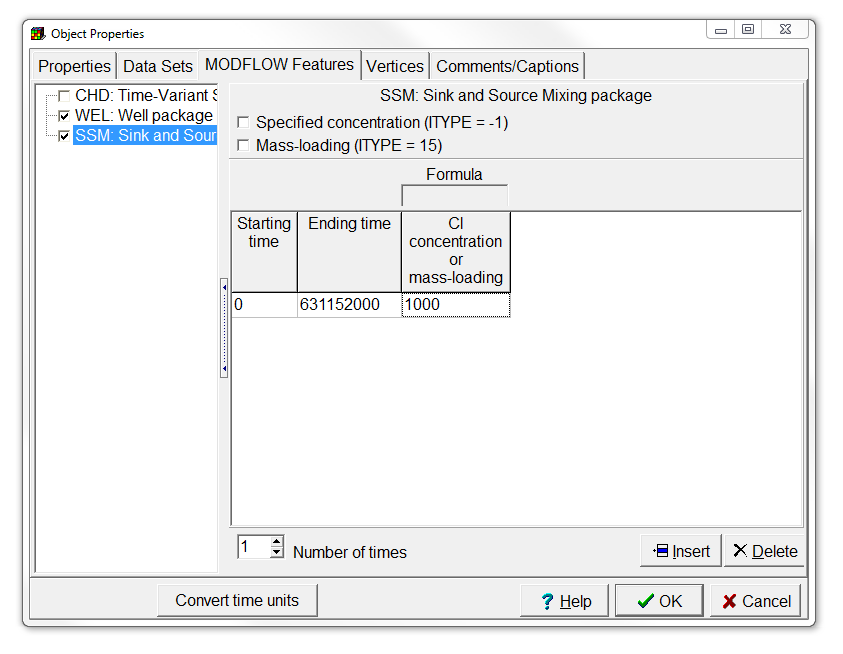 Object Properties
Properties
Data Sets
MODFLOW Features
Vertices
Comments/Captions
CHD: Time-Variant S
WEL: Well package
SSM: Sink and Sour
SSM: Sink and Source Mixing package
Specified concentration (ITYPE = -1)
Mass-loading (ITYPE = 15)
Formula
Starting
time
Ending time
Cl
concentration
or
mass-loading
0
631152000
1000
1
Number of times
Insert
Delete
Convert time units
? Help
OK
Cancel